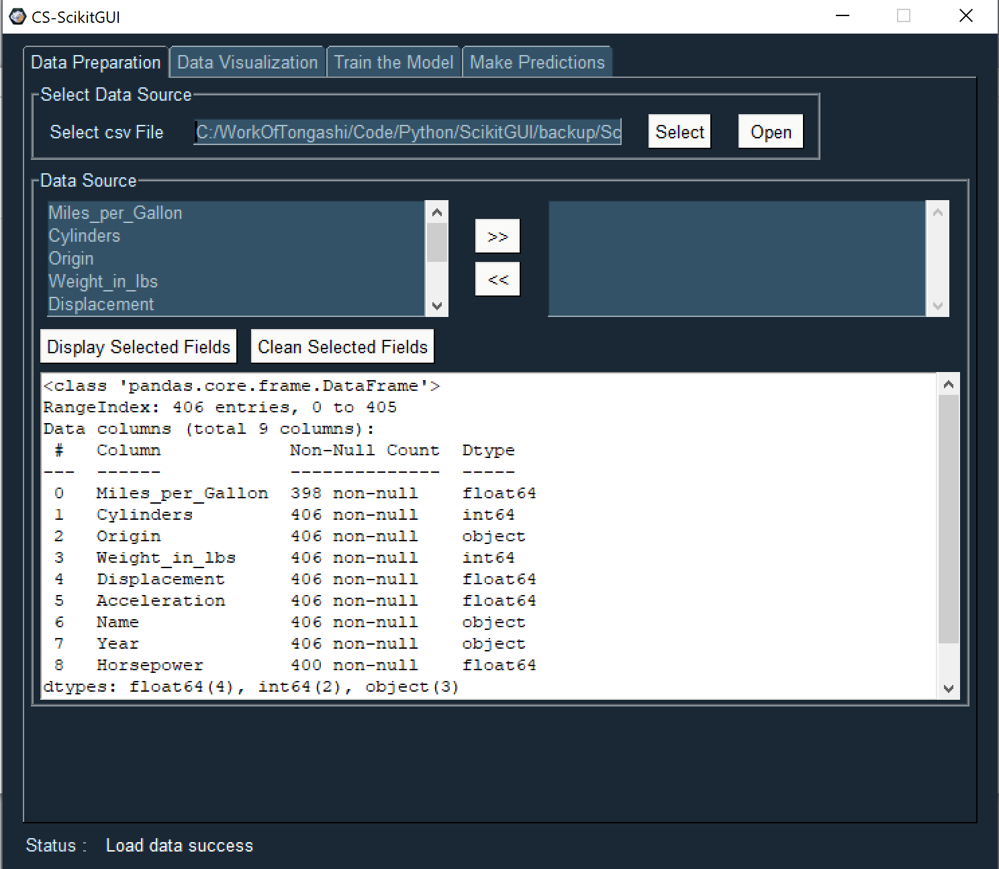 CS-ScikitGUI
Data Preparation Data Visualization Train the Model Make Predictions
Select Data Source
Select csv File C:/WorkOfTongashi/Code/Python/ScikitGUI/backup/Sc Select Open
Data Source
Miles_per_Gallon
Cylinders
Origin
Weight_in_lbs
Displacement
>>
<<
Display Selected Fields Clean Selected Fields
<class 'pandas.core.frame.DataFrame'>
RangeIndex: 406 entries, 0 to 405
Data columns (total 9 columns):
 #   Column            Non-Null Count  Dtype
---  ------            --------------  -----
 0   Miles_per_Gallon  398 non-null    float64
 1   Cylinders         406 non-null    int64
 2   Origin            406 non-null    object
 3   Weight_in_lbs     406 non-null    int64
 4   Displacement      406 non-null    float64
 5   Acceleration      406 non-null    float64
 6   Name              406 non-null    object
 7   Year              406 non-null    object
 8   Horsepower        400 non-null    float64
dtypes: float64(4), int64(2), object(3)
Status : Load data success